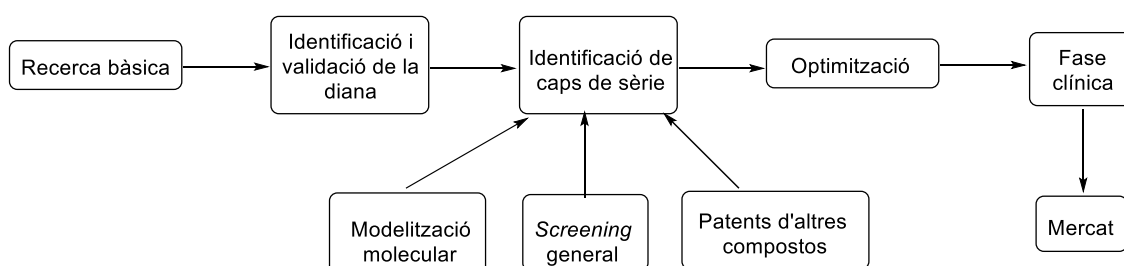 Recerca bàsica
Identificació i
validació de la
diana
Identificació de
caps de sèrie
Optimització
Fase
clínica
Modelització
molecular
Screening
general
Patents d'altres
compostos
Mercat